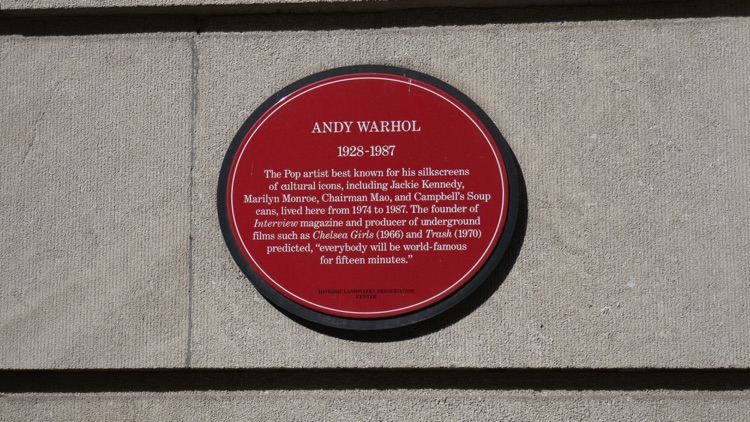 ANDY WARHOL
1928-1987
The Pop artist best known for his silkscreens
of cultural icons, including Jackie Kennedy,
Marilyn Monroe, Chairman Mao, and Campbell's Soup
cans, lived here from 1974 to 1987. The founder of
Interview magazine and producer of underground
films such as Chelsea Girls (1966) and Trash (1970)
predicted, “everybody will be world-famous
for fifteen minutes.”
HISTORIC LANDMARKS PRESERVATION
CENTER